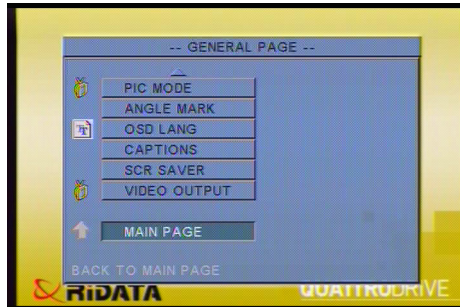 -- GENERAL PAGE --
PIC MODE
ANGLE MARK
OSD LANG
CAPTIONS
SCR SAVER
VIDEO OUTPUT
MAIN PAGE
BACK TO MAIN PAGE
RiDATA
QUATTRODRIVE